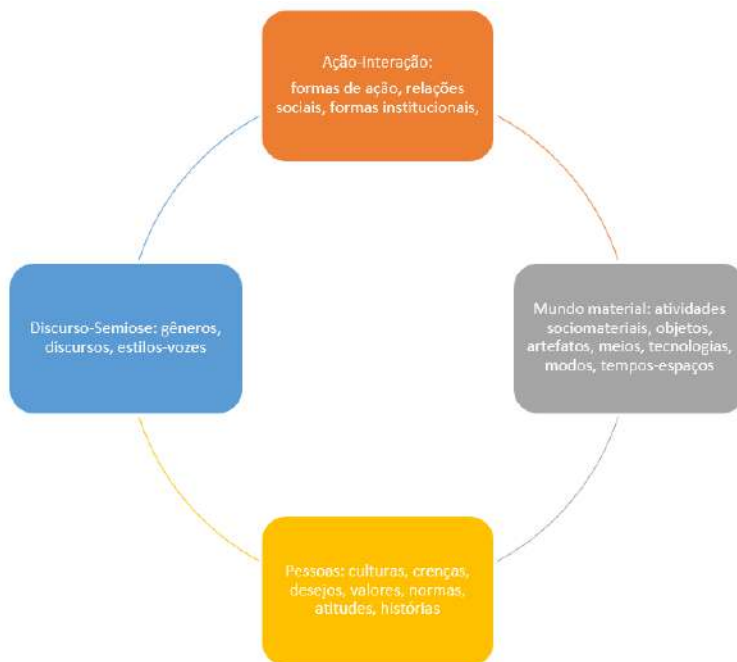 Ação-Interação:
formas de ação, relações
sociais, formas institucionais,
Discurso-Semiose: gêneros,
discursos, estilos-vozes
Mundo material: atividades
sociomateriais, objetos,
artefatos, meios, tecnologias,
modos, tempos-espaços
Pessoas: culturas, crenças,
desejos, valores, normas,
atitudes, histórias